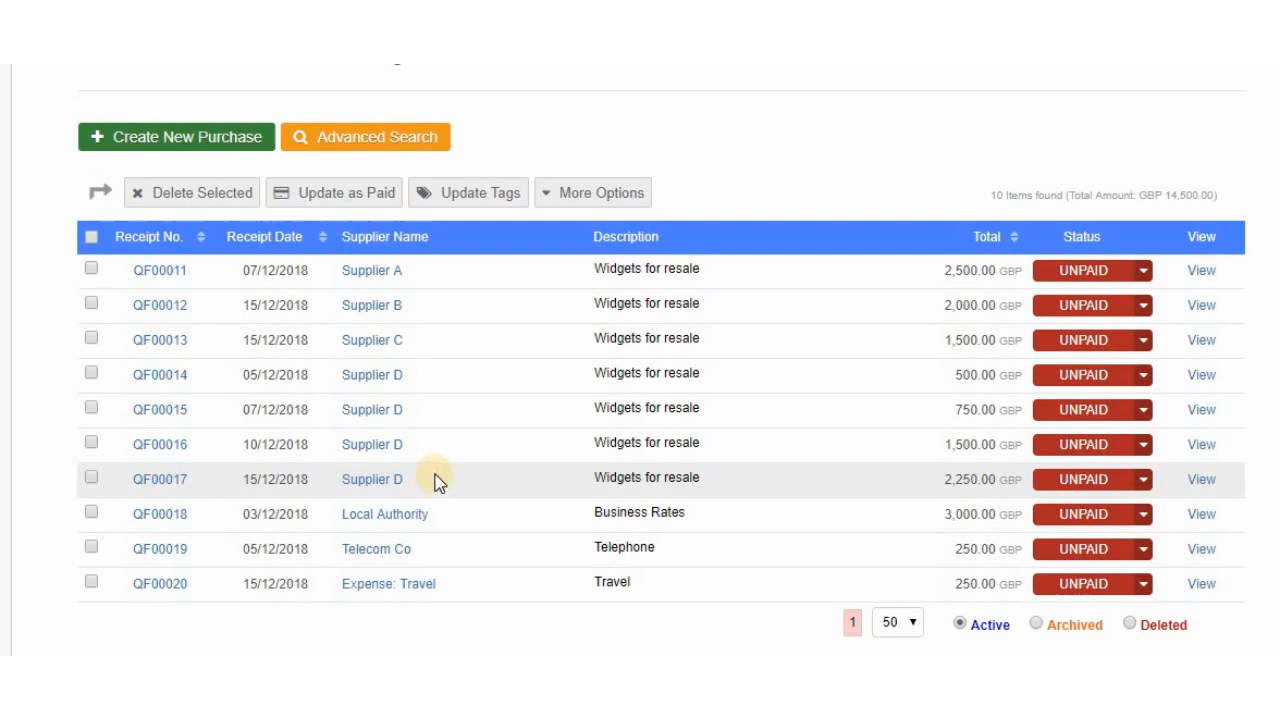 Create New Purchase Advanced Search
Delete Selected Update as Paid Update Tags More Options 10 Items found (Total Amount: GBP 14,500.00)
Receipt No. Receipt Date Supplier Name Description Total Status View
QF00011 07/12/2018 Supplier A Widgets for resale 2,500.00 GBP UNPAID View
QF00012 15/12/2018 Supplier B Widgets for resale 2,000.00 GBP UNPAID View
QF00013 15/12/2018 Supplier C Widgets for resale 1,500.00 GBP UNPAID View
QF00014 05/12/2018 Supplier D Widgets for resale 500.00 GBP UNPAID View
QF00015 07/12/2018 Supplier D Widgets for resale 750.00 GBP UNPAID View
QF00016 10/12/2018 Supplier D Widgets for resale 1,500.00 GBP UNPAID View
QF00017 15/12/2018 Supplier D Widgets for resale 2,250.00 GBP UNPAID View
QF00018 03/12/2018 Local Authority Business Rates 3,000.00 GBP UNPAID View
QF00019 05/12/2018 Telecom Co Telephone 250.00 GBP UNPAID View
QF00020 15/12/2018 Expense: Travel Travel 250.00 GBP UNPAID View
1 50 Active Archived Deleted